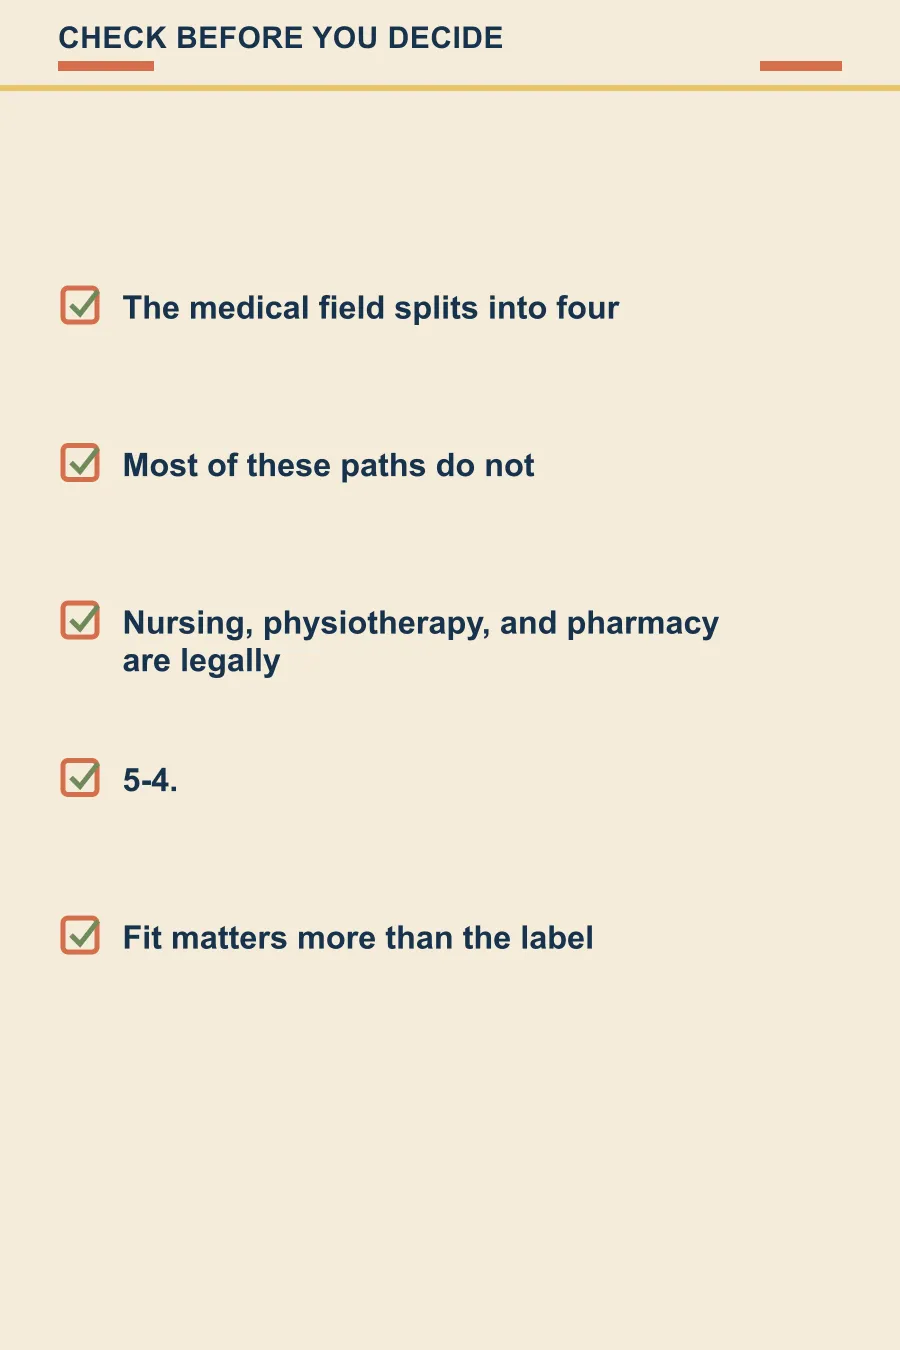 CHECK BEFORE YOU DECIDE
The medical field splits into four
Most of these paths do not
Nursing, physiotherapy, and pharmacy
are legally
5-4.
Fit matters more than the label